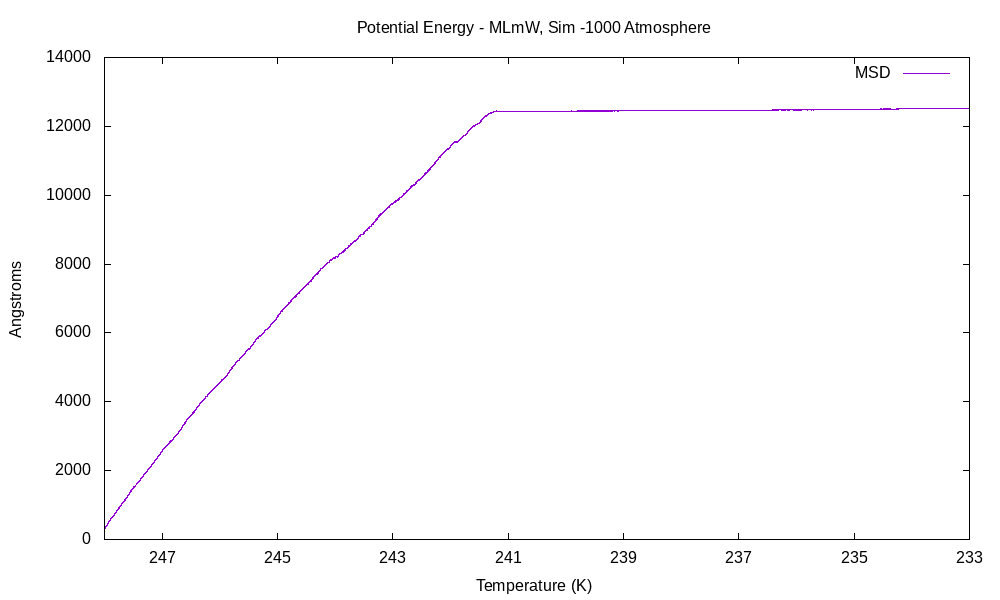 Potential Energy - MLmW, Sim -1000 Atmosphere
MSD
14000
12000
10000
8000
6000
4000
2000
0
Angstroms
247 245 243 241 239 237 235 233
Temperature (K)